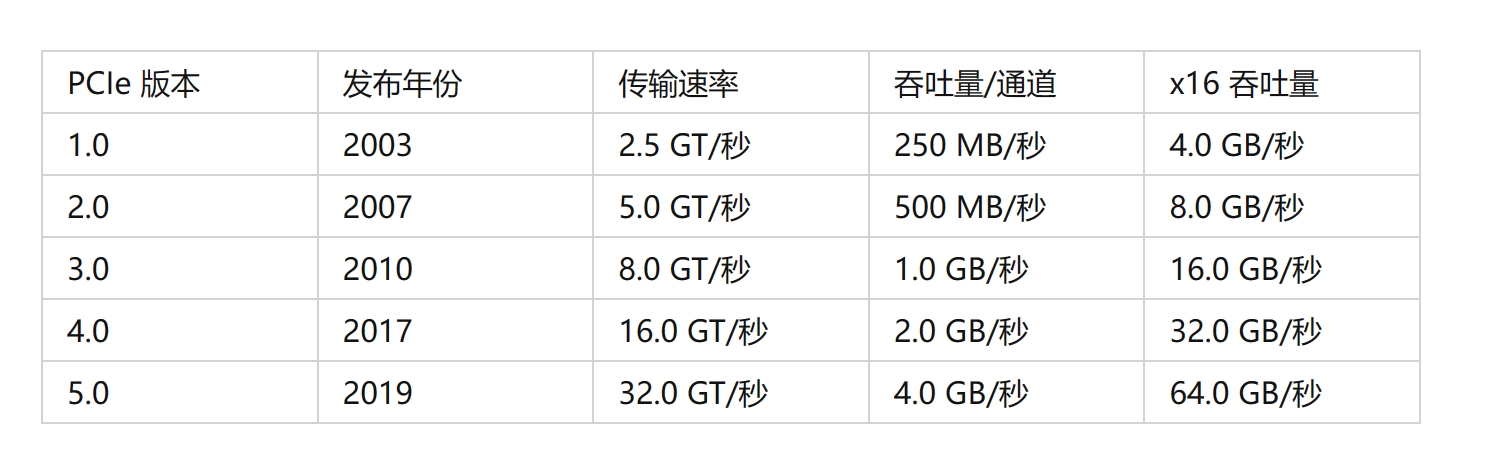 PCIe 版本 发布年份 传输速率 吞吐量/通道 x16 吞吐量
1.0 2003 2.5 GT/秒 250 MB/秒 4.0 GB/秒
2.0 2007 5.0 GT/秒 500 MB/秒 8.0 GB/秒
3.0 2010 8.0 GT/秒 1.0 GB/秒 16.0 GB/秒
4.0 2017 16.0 GT/秒 2.0 GB/秒 32.0 GB/秒
5.0 2019 32.0 GT/秒 4.0 GB/秒 64.0 GB/秒